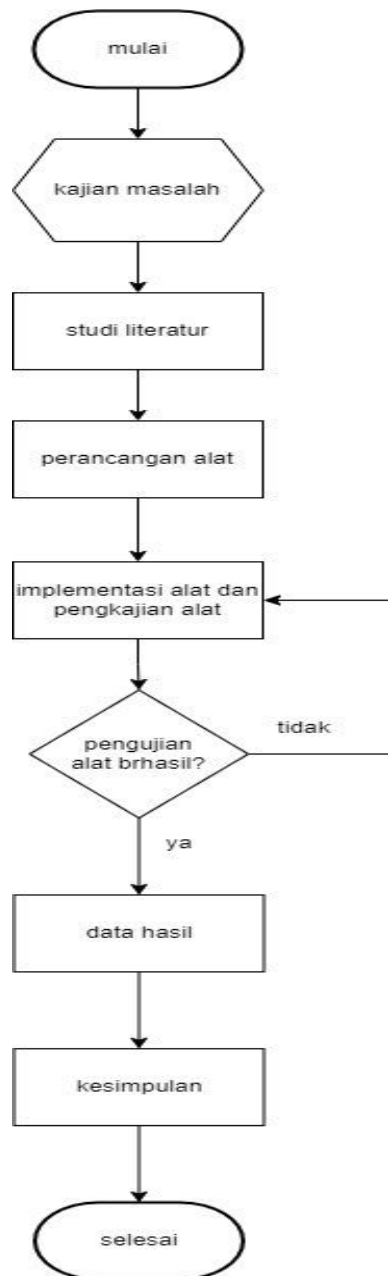 mulai
kajian masalah
studi literatur
perancangan alat
implementasi alat dan
pengkajian alat
pengujian
alat brhasil?
tidak
ya
data hasil
kesimpulan
selesai